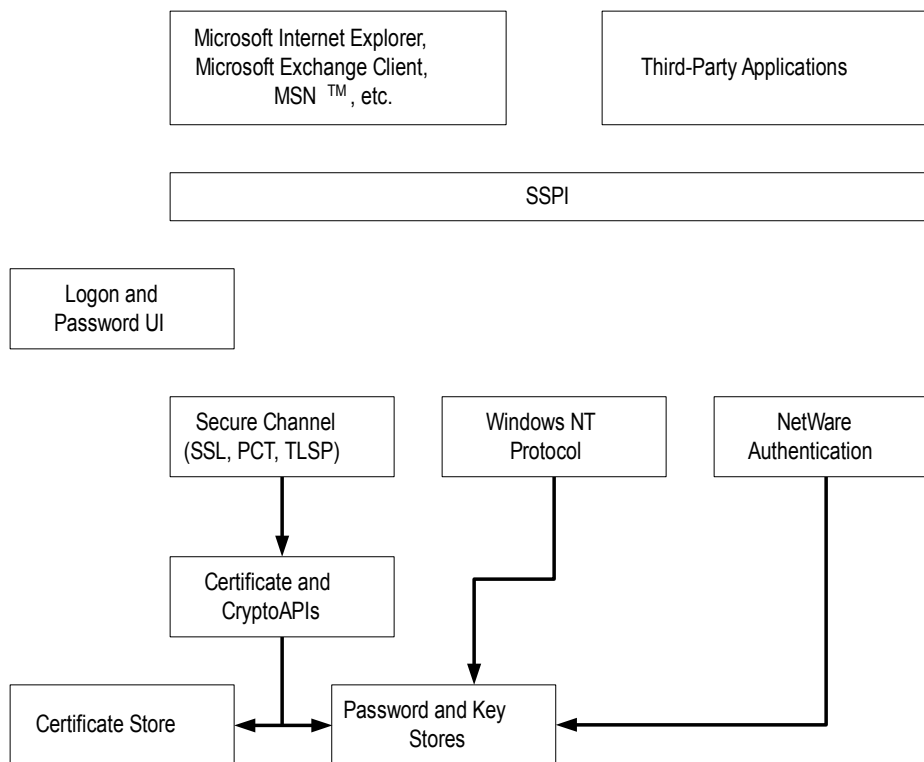 Microsoft Internet Explorer,
Microsoft Exchange Client,
MSN ™, etc.
Third-Party Applications
SSPI
Logon and
Password UI
Secure Channel
(SSL, PCT, TLSP)
Windows NT
Protocol
NetWare
Authentication
Certificate and
CryptoAPIs
Certificate Store
Password and Key
Stores